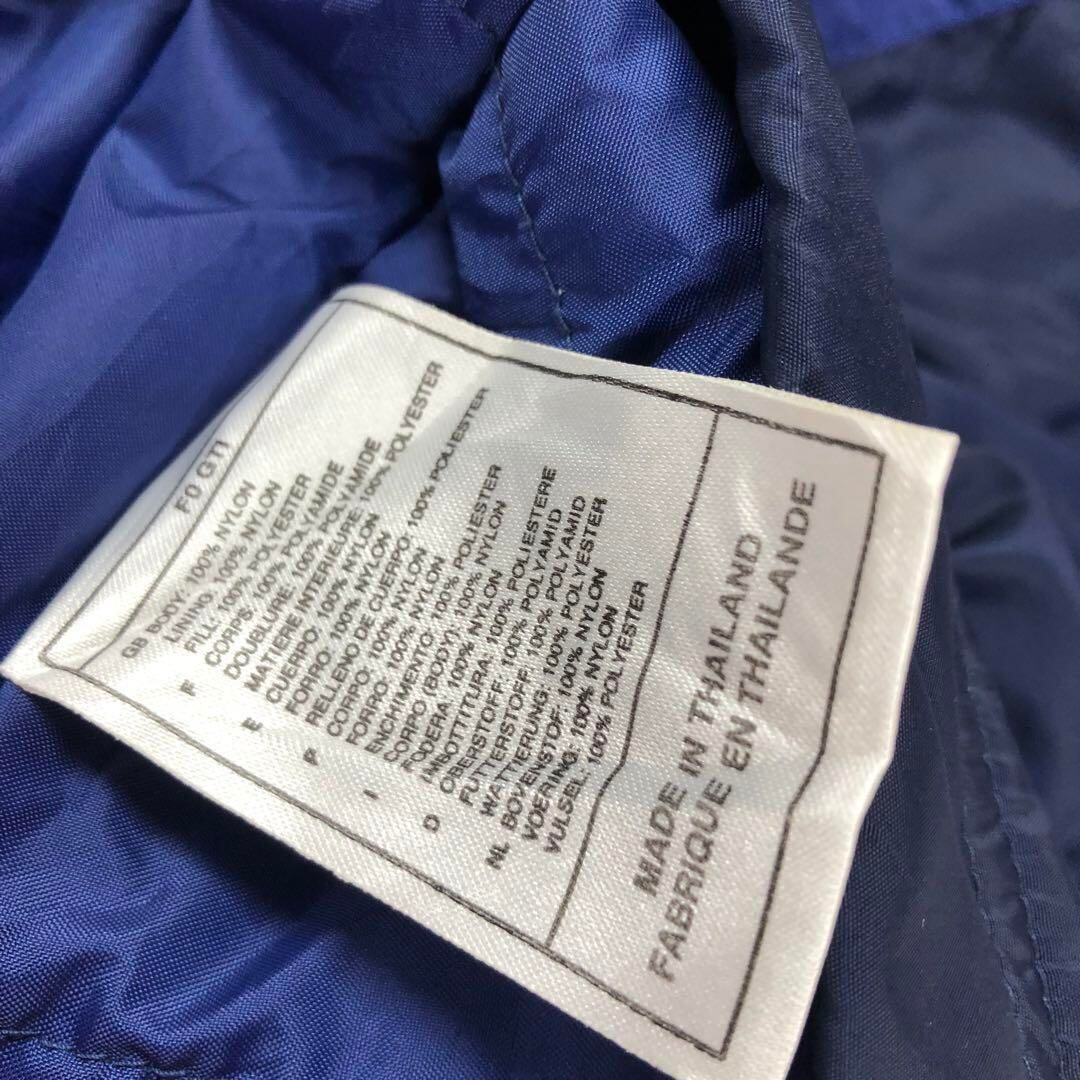 F0 GT1
GB BODY: 100% NYLON
LINING: 100% NYLON
FILL: 100% POLYESTER
F CORPS: 100% POLYAMIDE
DOUBLURE: 100% POLYAMIDE
MATIERE INTERIEURE: 100% POLYESTER
E CUERPO: 100% NYLON
FORRO: 100% NYLON
RELLENO DE CUERPO: 100% POLIESTER
P CORPO: 100% NYLON
FORRO: 100% NYLON
ENCHIMENTO: 100% POLIESTER
I CORPO (BODY): 100% NYLON
FODERA 100% NYLON
IMBOTTITURA: 100% POLIESTERE
D OBERSTOFF: 100% POLYAMID
FUTTERSTOFF: 100% POLYAMID
WATTIERUNG: 100% POLYESTER
NL BOVENSTOF: 100% NYLON
VOERING: 100% NYLON
VULSEL: 100% POLYESTER
MADE IN THAILAND
FABRIQUE EN THAILANDE